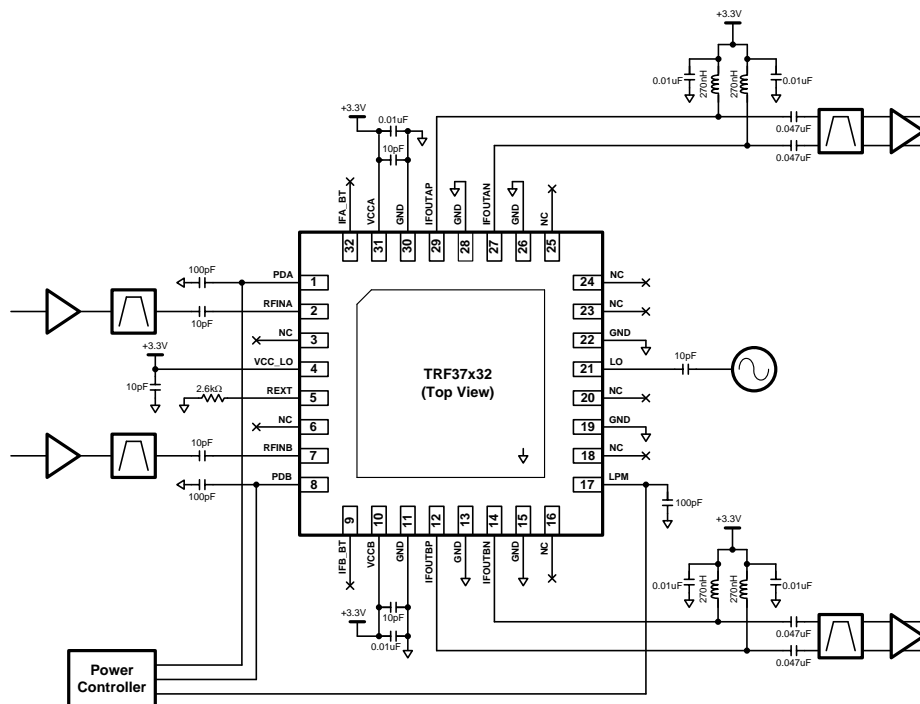 +3.3V
0.01uF
270nH
270nH
0.01uF
0.047uF
0.047uF
+3.3V
0.01uF
10pF
IFA_BT
VCCA
GND
IFOUTAP
GND
IFOUTAN
GND
NC
32
31
30
29
28
27
26
25
100pF
PDA
1
24
NC
RFINA
2
23
NC
10pF
NC
3
22
GND
+3.3V
VCC_LO
4
21
LO
10pF
10pF
2.6kΩ
REXT
5
20
NC
NC
6
19
GND
10pF
RFINB
7
18
NC
PDB
8
17
LPM
100pF
100pF
TRF37x32
(Top View)
9
10
11
12
13
14
15
16
IFB_BT
VCCB
GND
IFOUTBP
GND
IFOUTBN
GND
NC
10pF
+3.3V
0.01uF
+3.3V
0.01uF
270nH
270nH
0.01uF
0.047uF
0.047uF
Power
Controller